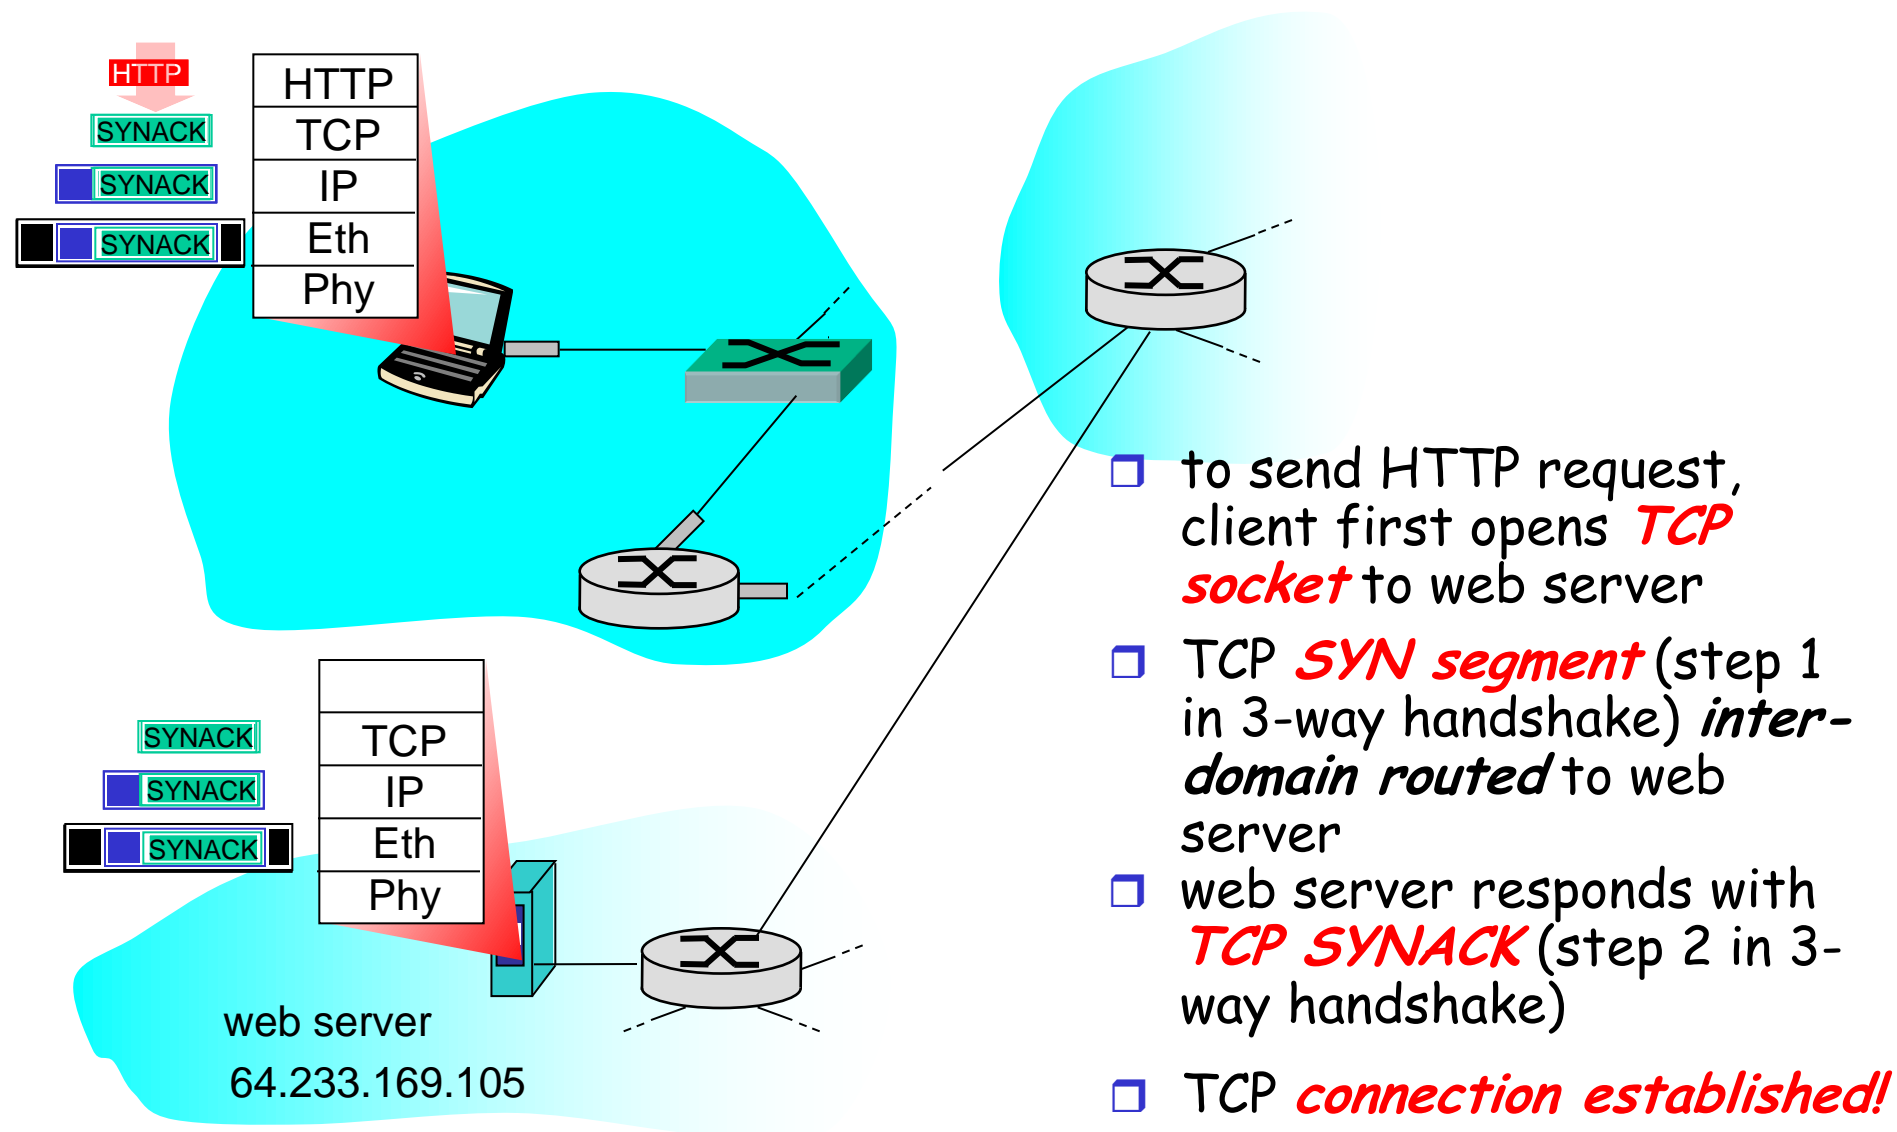 HTTP
SYNACK
SYNACK
SYNACK
HTTP
TCP
IP
Eth
Phy
SYNACK
SYNACK
SYNACK
TCP
IP
Eth
Phy
web server
64.233.169.105
to send HTTP request,
client first opens TCP
socket to web server
TCP SYN segment (step 1
in 3-way handshake) inter-
domain routed to web
server
web server responds with
TCP SYNACK (step 2 in 3-
way handshake)
TCP connection established!